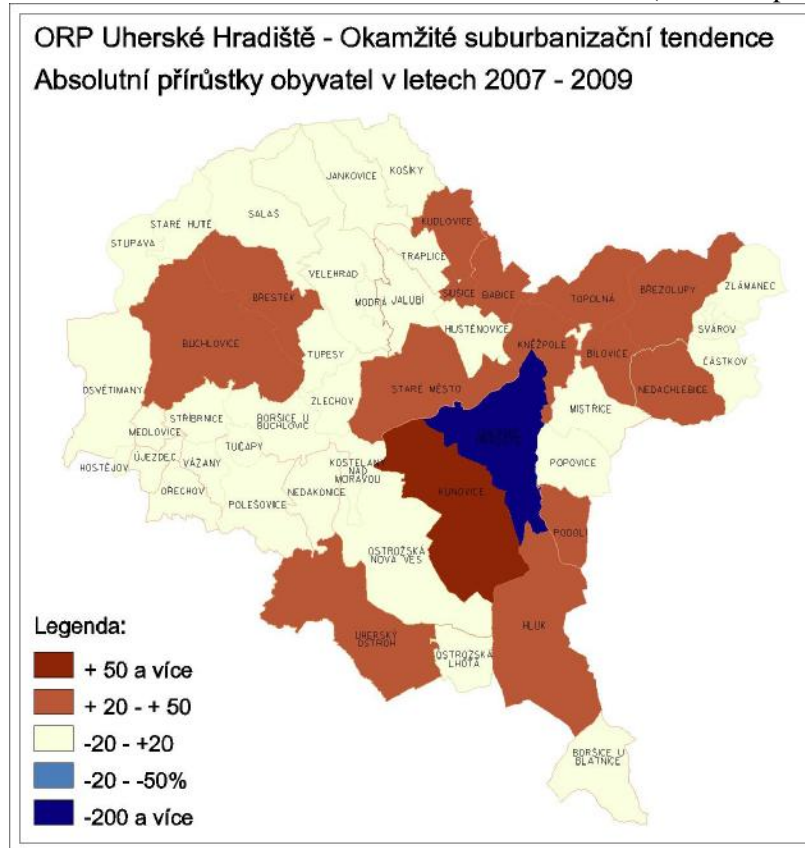 ORP Uherské Hradiště - Okamžité suburbanizační tendence
Absolutní přírůstky obyvatel v letech 2007 - 2009
KOŠÍKY
JANKOVICE
SALAŠ
STARÉ HUTĚ
STUPAVA
KUDLOVICE
TRAPLICE
VELEHRAD
MODRÁ
JALUBÍ
SUŠICE
BABICE
TOPOLNÁ
BŘEZOLUPY
ZLÁMANEC
BŘESTEK
BUCHLOVICE
HUSTĚNOVICE
KNĚŽPOLE
BÍLOVICE
SVÁROV
ČÁSTKOV
NEDACHLEBICE
TUPESY
OSVĚTIMANY
STARÉ MĚSTO
ZLECHOV
MISTŘICE
STŘÍBRNICE
BORŠICE U
BUCHLOVIC
MEDLOVICE
TUČAPY
ÚJEZDEC
VÁŽANY
HOSTĚJOV
OŘECHOV
POLEŠOVICE
NEDAKONICE
KOSTELANY
NAD
MORAVOU
POPOVICE
KUNOVICE
PODOLÍ
OSTROŽSKÁ
NOVÁ VES
UHERSKÝ
OSTROH
OSTROŽSKÁ
LHOTA
HLUK
BORŠICE U
BLATNICE
Legenda:
+ 50 a více
+ 20 - + 50
-20 - +20
-20 - -50%
-200 a více